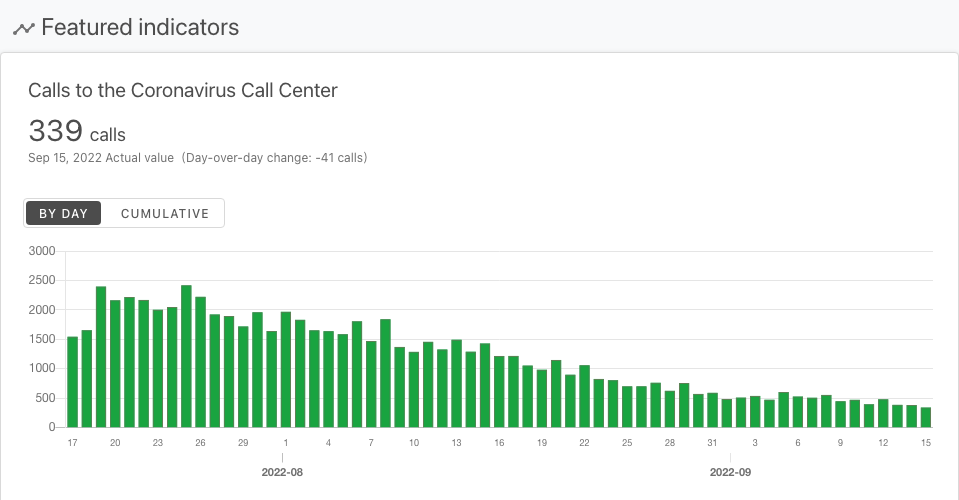 Featured indicators
Calls to the Coronavirus Call Center
339 calls
Sep 15, 2022 Actual value (Day-over-day change: -41 calls)
BY DAY CUMULATIVE
3000
2500
2000
1500
1000
500
0
17 20 23 26 29 1 4 7 10 13 16 19 22 25 28 31 3 6 9 12 15
2022-08 2022-09